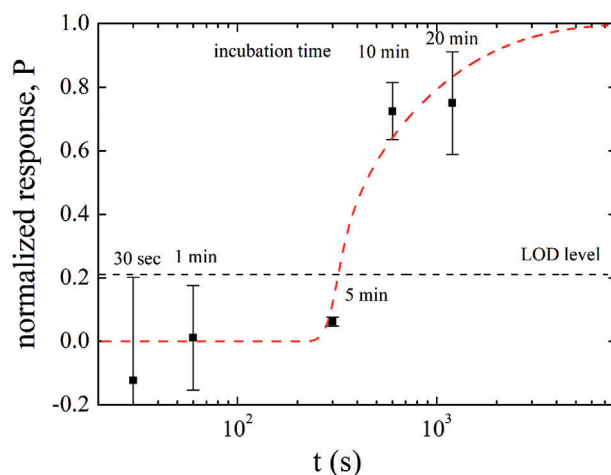 normalized response, P
1.0
0.8
0.6
0.4
0.2
0.0
-0.2
incubation time
10 min
20 min
30 sec
1 min
5 min
LOD level
10²
10³
t (s)